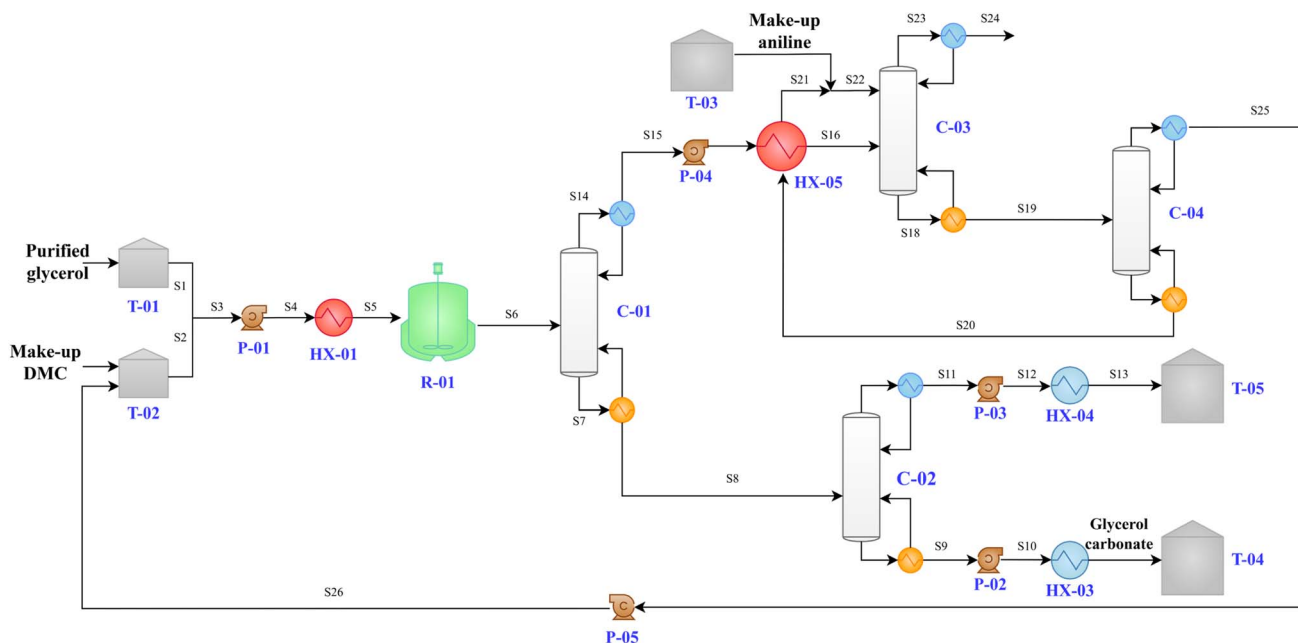 Make-up
aniline
S23
S24
T-03
S21
S22
C-03
S15
S16
P-04
HX-05
S14
S18
S19
S25
C-04
Purified
glycerol
T-01
S1
S3
S4
S5
S6
C-01
S2
P-01
HX-01
R-01
S20
Make-up
DMC
T-02
S7
S11
S12
S13
T-05
P-03
HX-04
S8
C-02
Glycerol
carbonate
S9
S10
T-04
P-02
HX-03
S26
P-05
C
C
C
C
C